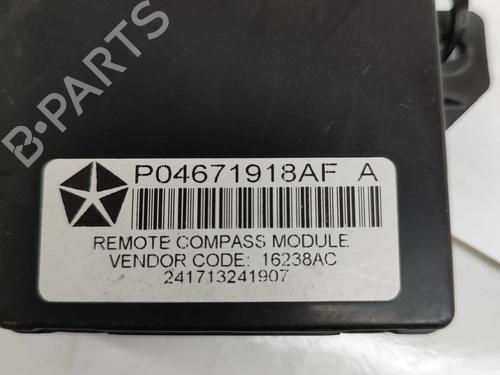 B-PARTS
P04671918AF A
REMOTE COMPASS MODULE
VENDOR CODE: 16238AC
241713241907